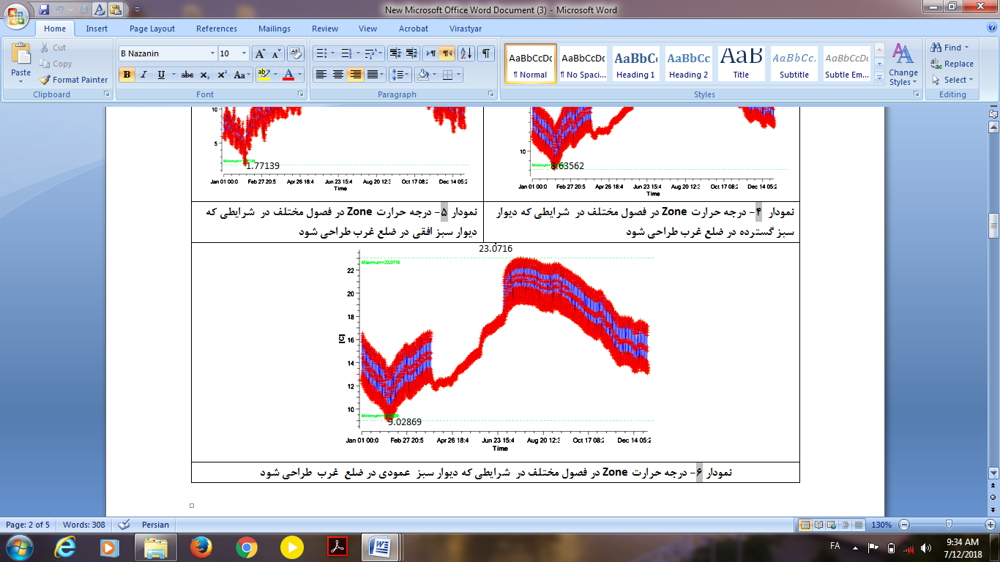 New Microsoft Office Word Document (3) - Microsoft Word
Home Insert Page Layout References Mailings Review View Acrobat Virastyar
Paste
Cut
Copy
Format Painter
Clipboard
B Nazanin 10
B I U abc X₂ X² Aa
Font
Paragraph
AaBbCcDc AaBbCcDc AaBbCc AaBbCc AaB AaBbCc. AaBbCcDc
¶ Normal ¶ No Spaci... Heading 1 Heading 2 Title Subtitle Subtle Em...
Change Styles
Styles
Find
Replace
Select
Editing
10
5
1.77139
Jan 01 00:0 Feb 27 20:5 Apr 26 18:4 Jun 23 15:4 Aug 20 12:3 Oct 17 08:2 Dec 14 05:2
Time
10
8.63562
Jan 01 00:0 Feb 27 20:5 Apr 26 18:4 Jun 23 15:4 Aug 20 12:3 Oct 17 08:2 Dec 14 05:2
Time
نمودار ۴- درجه حرارت Zone در فصول مختلف در شرایطی که دیوار
سبز گسترده در ضلع غرب طراحی شود
نمودار ۵- درجه حرارت Zone در فصول مختلف در شرایطی که
دیوار سبز افقی در ضلع غرب طراحی شود
23.0716
Maximum=23.0716
22
20
18
16
[C]
14
12
10
9.02869
Jan 01 00:0 Feb 27 20:5 Apr 26 18:4 Jun 23 15:4 Aug 20 12:3 Oct 17 08:2 Dec 14 05:2
Time
نمودار ۶- درجه حرارت Zone در فصول مختلف در شرایطی که دیوار سبز عمودی در ضلع غرب طراحی شود
Page: 2 of 5 Words: 308 Persian 130%
FA 9:34 AM
7/12/2018